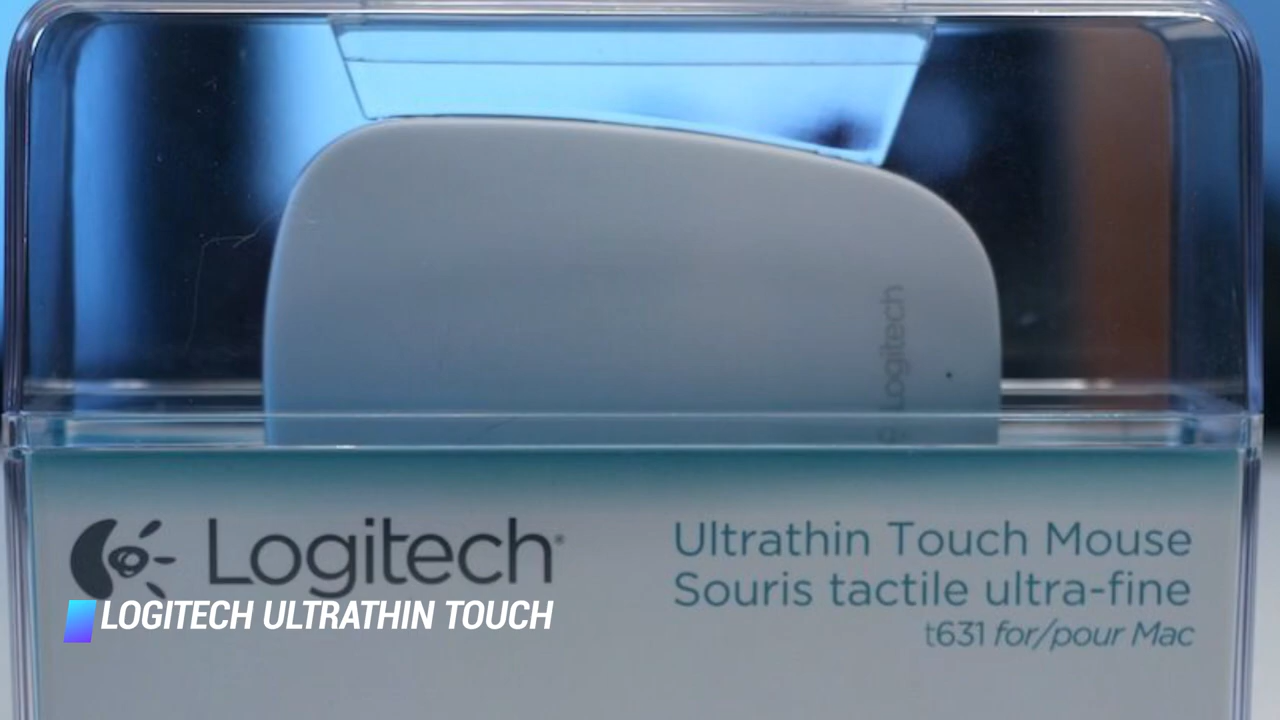 Logitech
Logitech
Ultrathin Touch Mouse
Souris tactile ultra-fine
t631 for/pour Mac
LOGITECH ULTRATHIN TOUCH